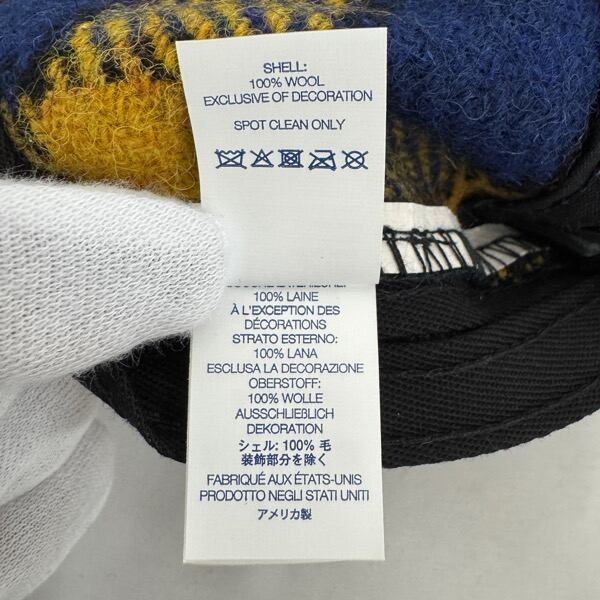 SHELL:
100% WOOL
EXCLUSIVE OF DECORATION
SPOT CLEAN ONLY
100% LAINE
À L'EXCEPTION DES
DÉCORATIONS
STRATO ESTERNO:
100% LANA
ESCLUSA LA DECORAZIONE
OBERSTOFF:
100% WOLLE
AUSSCHLIEẞLICH
DEKORATION
シェル: 100% 毛
装飾部分を除く
FABRIQUÉ AUX ÉTATS-UNIS
PRODOTTO NEGLI STATI UNITI
アメリカ製